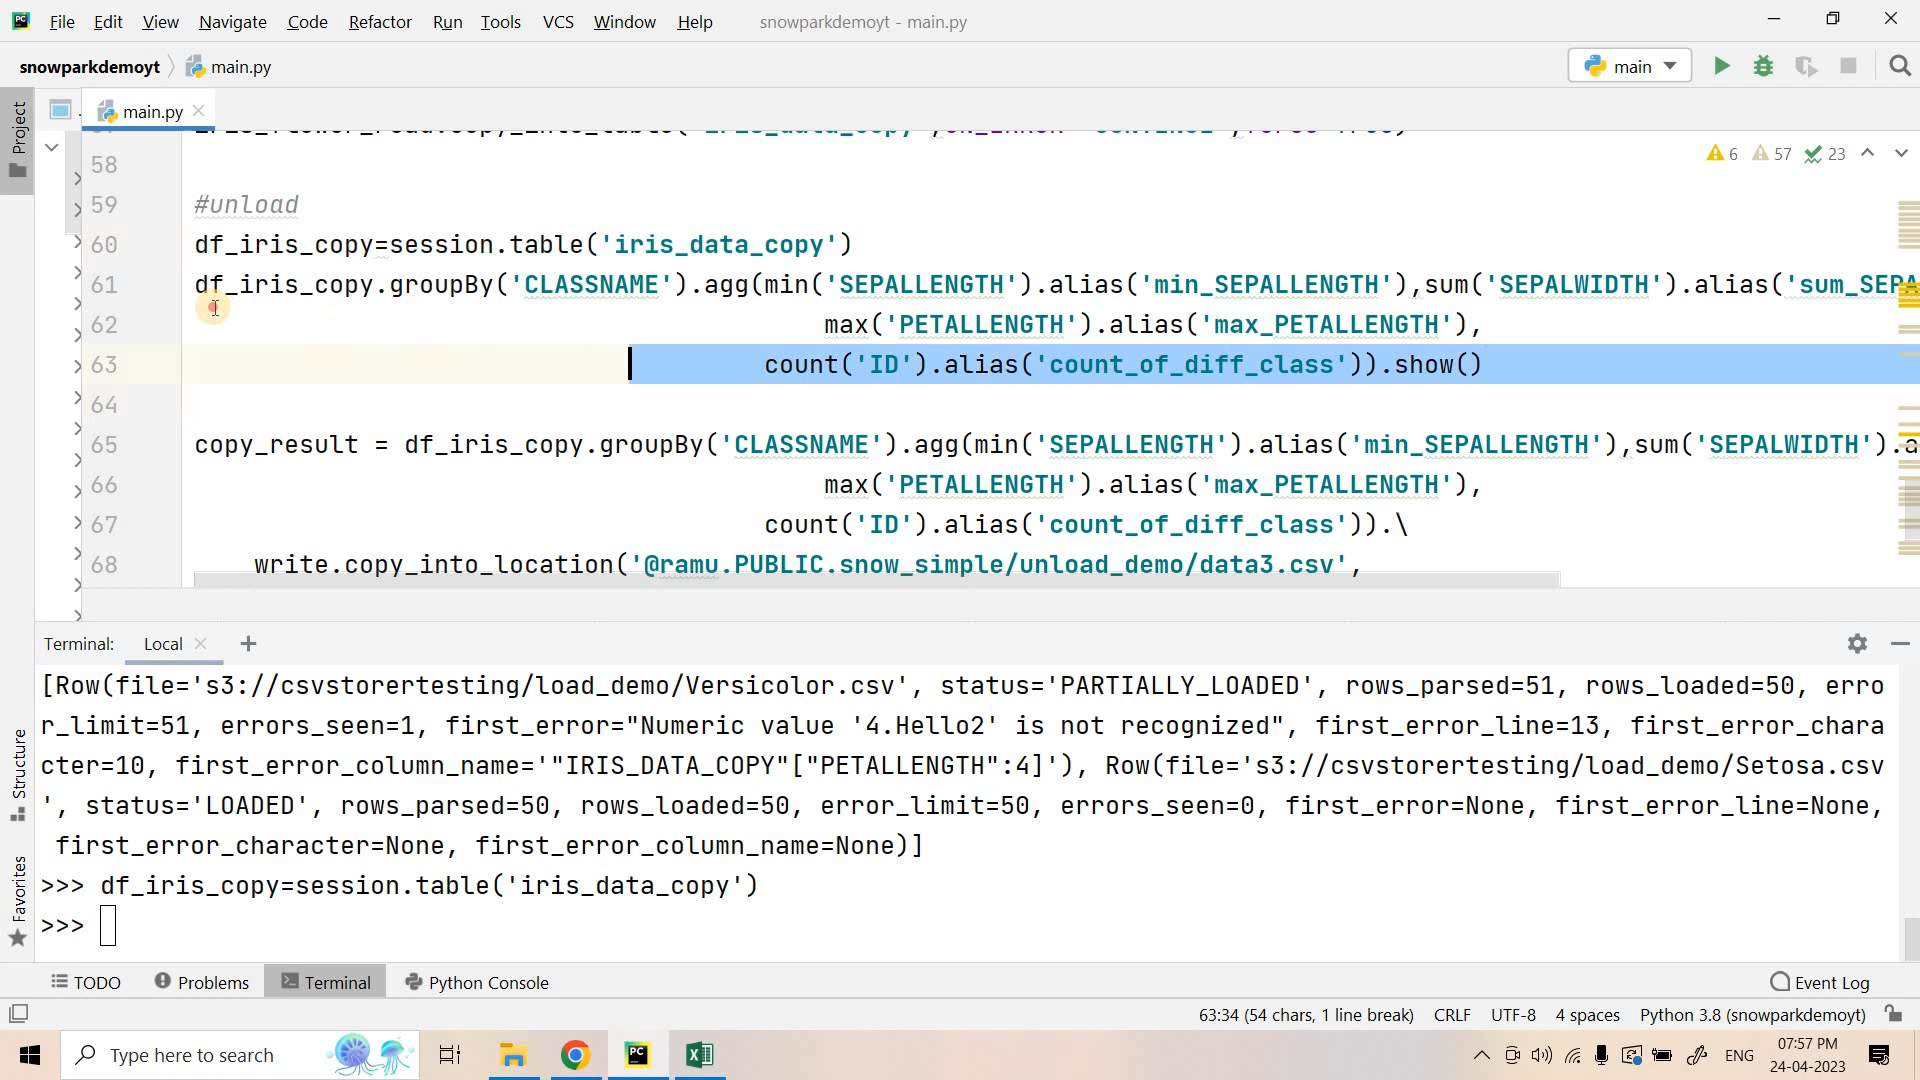 File Edit View Navigate Code Refactor Run Tools VCS Window Help snowparkdemoyt - main.py
snowparkdemoyt main.py main
Project main.py
58 6 57 23
59 #unload
60 df_iris_copy=session.table('iris_data_copy')
61 df_iris_copy.groupBy('CLASSNAME').agg(min('SEPALLENGTH').alias('min_SEPALLENGTH'),sum('SEPALWIDTH').alias('sum_SEPA
62 max('PETALLENGTH').alias('max_PETALLENGTH'),
63 count('ID').alias('count_of_diff_class')).show()
64
65 copy_result = df_iris_copy.groupBy('CLASSNAME').agg(min('SEPALLENGTH').alias('min_SEPALLENGTH'),sum('SEPALWIDTH').a
66 max('PETALLENGTH').alias('max_PETALLENGTH'),
67 count('ID').alias('count_of_diff_class')).\
68 write.copy_into_location('@ramu.PUBLIC.snow_simple/unload_demo/data3.csv',
Terminal: Local
[Row(file='s3://csvstorertesting/load_demo/Versicolor.csv', status='PARTIALLY_LOADED', rows_parsed=51, rows_loaded=50, erro
r_limit=51, errors_seen=1, first_error="Numeric value '4.Hello2' is not recognized", first_error_line=13, first_error_chara
cter=10, first_error_column_name='"IRIS_DATA_COPY"["PETALLENGTH":4]'), Row(file='s3://csvstorertesting/load_demo/Setosa.csv
', status='LOADED', rows_parsed=50, rows_loaded=50, error_limit=50, errors_seen=0, first_error=None, first_error_line=None,
first_error_character=None, first_error_column_name=None)]
>>> df_iris_copy=session.table('iris_data_copy')
>>>
Structure
Favorites
TODO Problems Terminal Python Console Event Log
63:34 (54 chars, 1 line break) CRLF UTF-8 4 spaces Python 3.8 (snowparkdemoyt)
Type here to search ENG 07:57 PM
24-04-2023